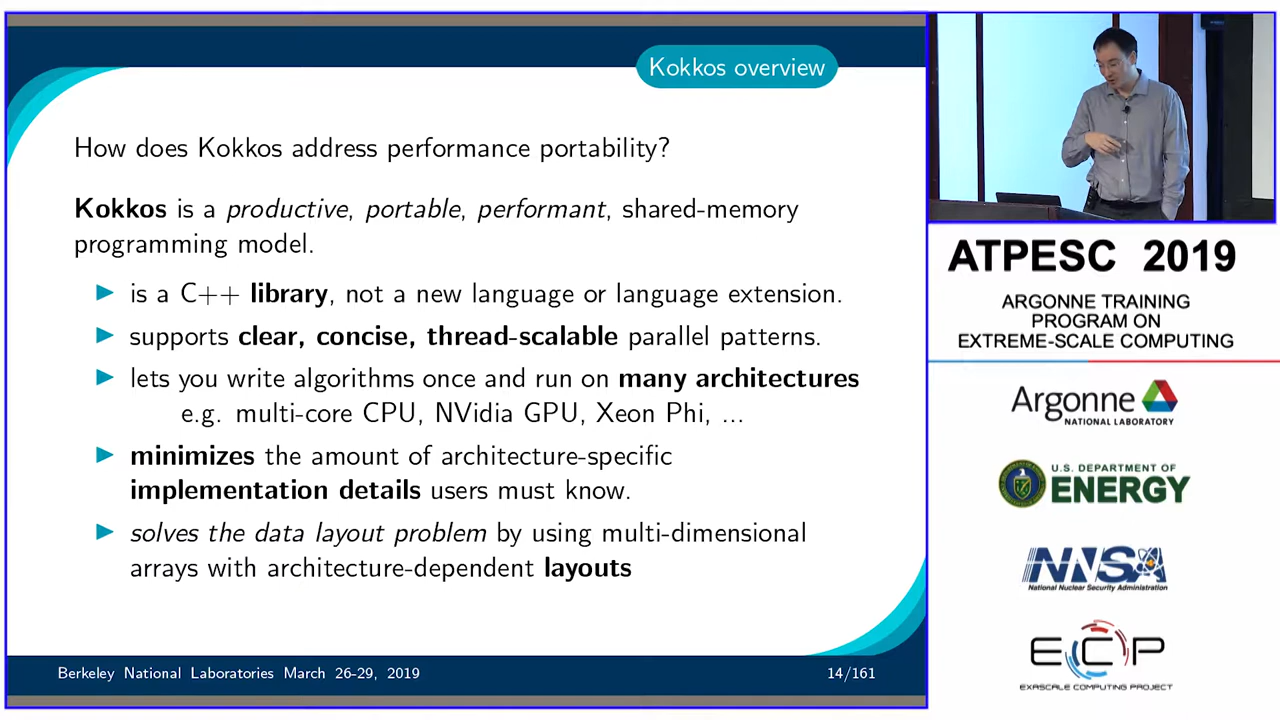 Kokkos overview
How does Kokkos address performance portability?
Kokkos is a productive, portable, performant, shared-memory
programming model.
▶ is a C++ library, not a new language or language extension.
▶ supports clear, concise, thread-scalable parallel patterns.
▶ lets you write algorithms once and run on many architectures
e.g. multi-core CPU, NVidia GPU, Xeon Phi, ...
▶ minimizes the amount of architecture-specific
implementation details users must know.
▶ solves the data layout problem by using multi-dimensional
arrays with architecture-dependent layouts
Berkeley National Laboratories March 26-29, 2019
14/161
ATPESC 2019
ARGONNE TRAINING
PROGRAM ON
EXTREME-SCALE COMPUTING
Argonne
NATIONAL LABORATORY
U.S. DEPARTMENT OF
ENERGY
NNSA
National Nuclear Security Administration
ECP
EXASCALE COMPUTING PROJECT